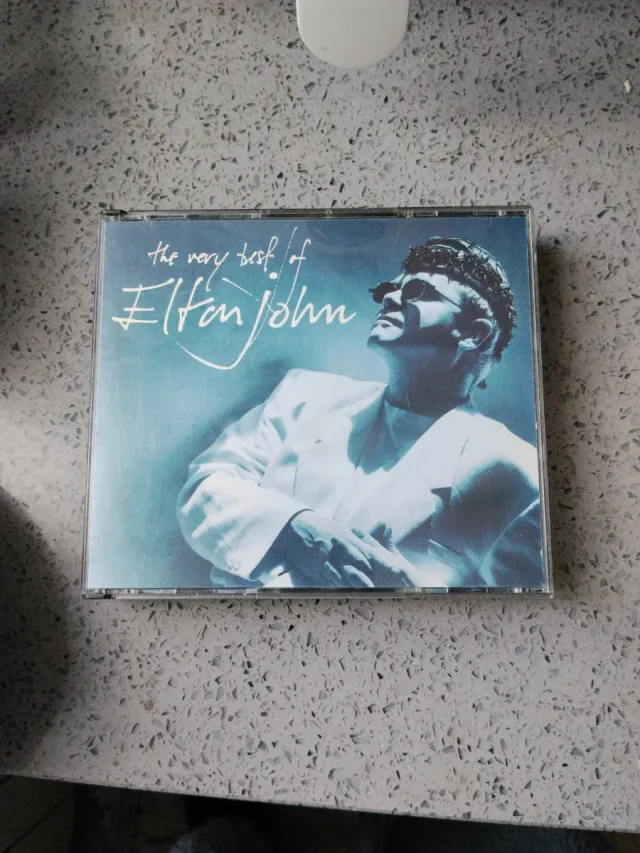 the very best of
Elton John